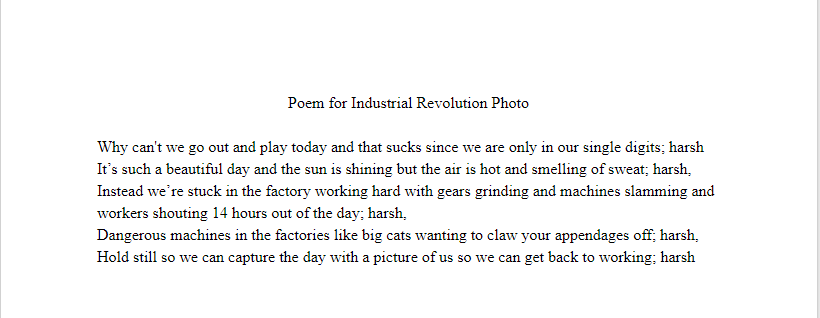 Poem for Industrial Revolution Photo
Why can't we go out and play today and that sucks since we are only in our single digits; harsh
It’s such a beautiful day and the sun is shining but the air is hot and smelling of sweat; harsh,
Instead we’re stuck in the factory working hard with gears grinding and machines slamming and
workers shouting 14 hours out of the day; harsh,
Dangerous machines in the factories like big cats wanting to claw your appendages off; harsh,
Hold still so we can capture the day with a picture of us so we can get back to working; harsh